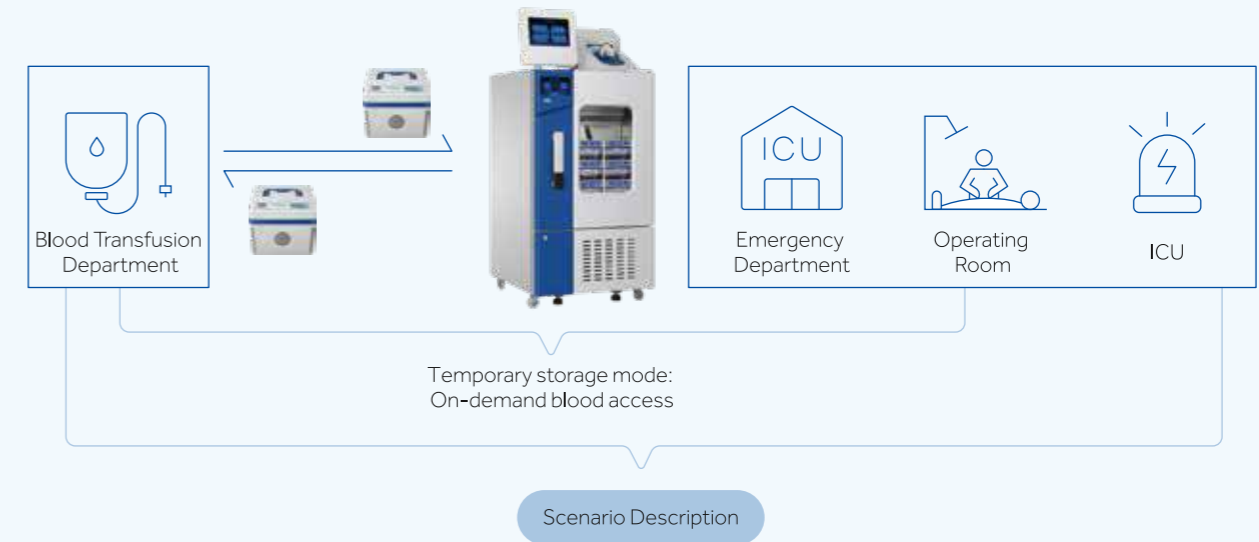 ICU
Blood Transfusion
Department
Emergency
Department
Operating
Room
ICU
Temporary storage mode:
On-demand blood access
Scenario Description